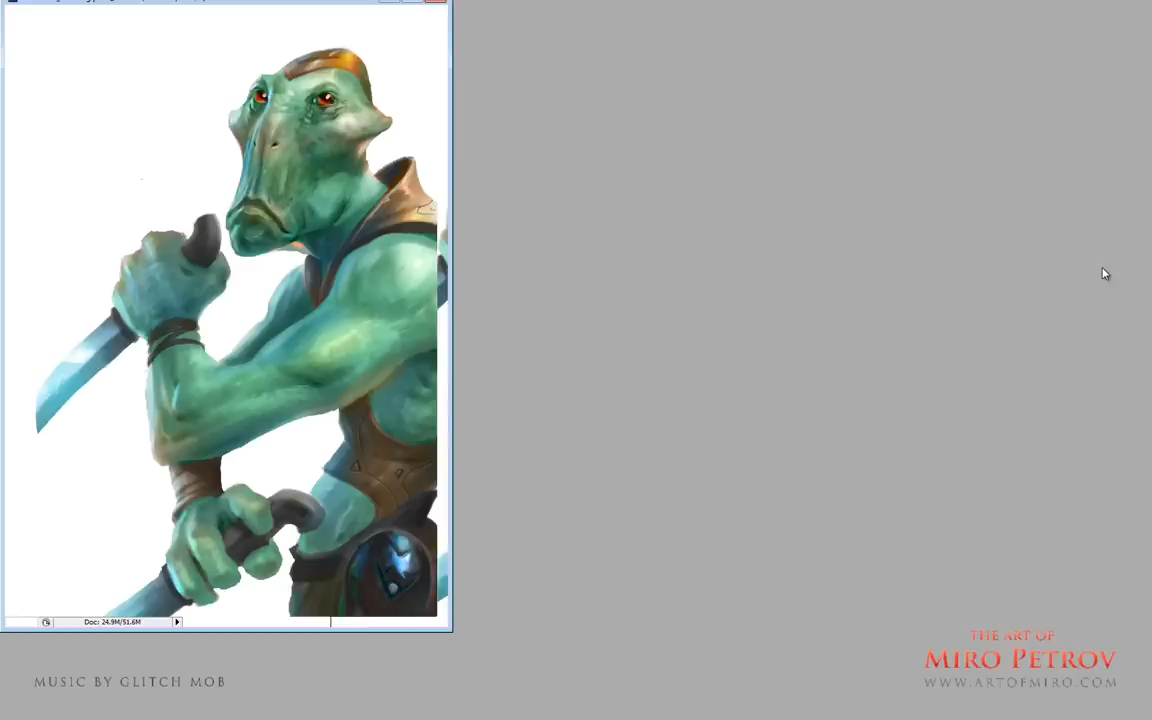 Doc: 24.9M/51.6M
THE ART OF
MIRO PETROV
MUSIC BY GLITCH MOB
WWW.ARTOFMIRO.COM